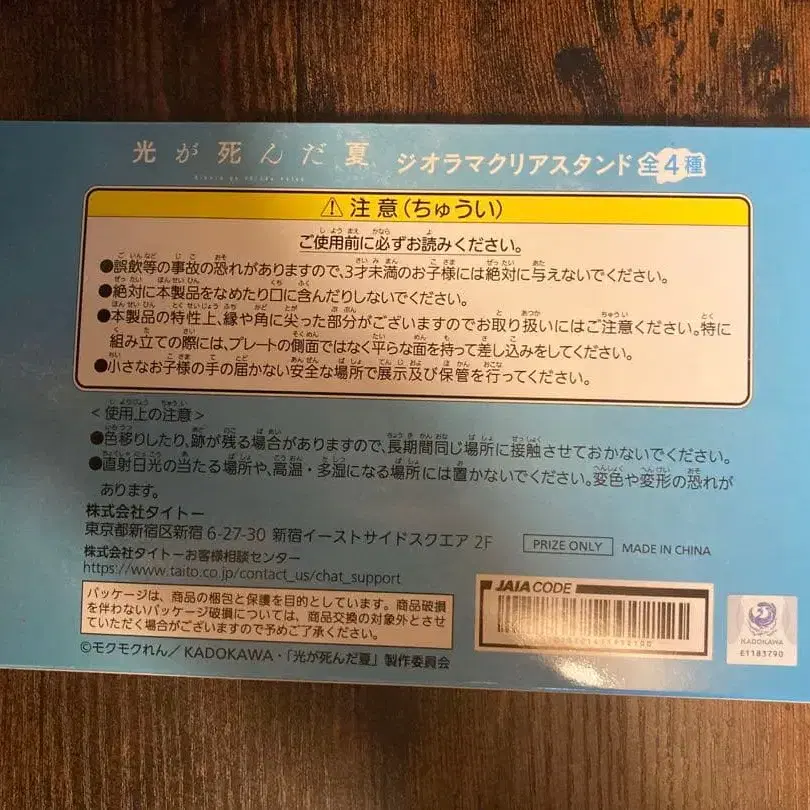 光が死んだ夏 ジオラマクリアスタンド 全4種
⚠ 注意(ちゅうい)
ご使用前に必ずお読みください。
●誤飲等の事故の恐れがありますので、3才未満のお子様には絶対に与えないでください。
●絶対に本製品をなめたり口に含んだりしないでください。
●本製品の特性上、縁や角に尖った部分がございますのでお取り扱いにはご注意ください。特に
組み立ての際には、プレートの側面ではなく平らな面を持って差し込みをしてください。
●小さなお子様の手の届かない安全な場所で展示及び保管を行ってください。
<使用上の注意>
●色移りしたり、跡が残る場合がありますので、長期間同じ場所に接触させておかないでください。
●直射日光の当たる場所や、高温・多湿になる場所には置かないでください。変色や変形の恐れが
あります。
株式会社タイトー
東京都新宿区新宿6-27-30 新宿イーストサイドスクエア 2F
PRIZE ONLY MADE IN CHINA
株式会社タイトーお客様相談センター
https://www.taito.co.jp/contact_us/chat_support
パッケージは、商品の梱包と保護を目的としています。商品破損
を伴わないパッケージ破損については、商品交換の対象外とさせ
ていただく場合がございますので予めご了承ください。
JAIA CODE
KADOKAWA
E1183790
©モクモクれん/KADOKAWA・「光が死んだ夏」製作委員会